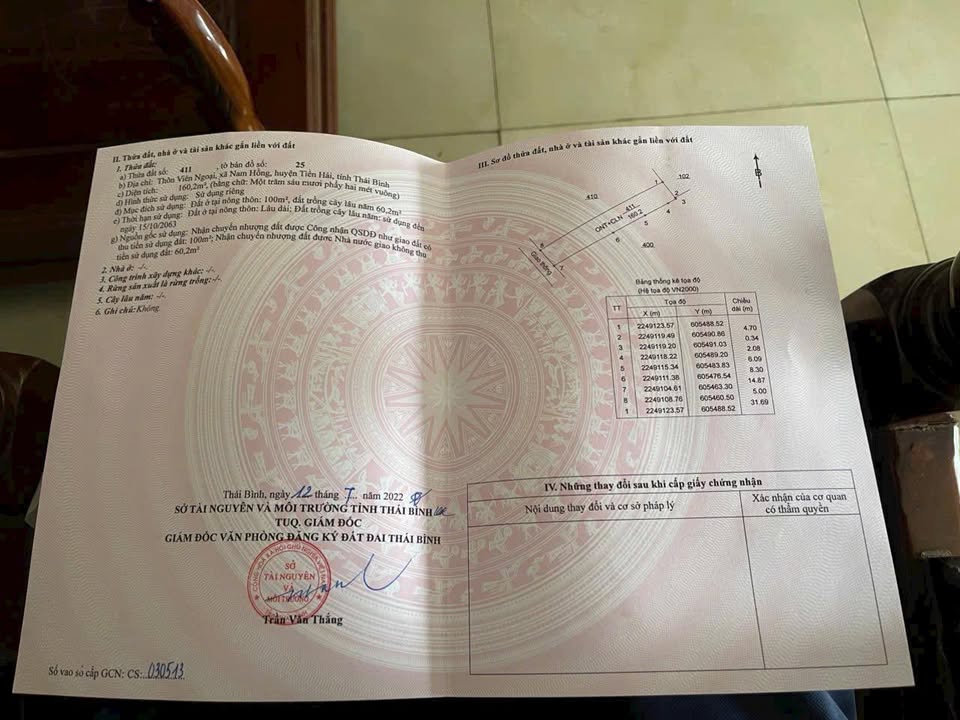 II. Thửa đất, nhà ở và tài sản khác gắn liền với đất
1. Thửa đất:
a) Thửa đất số: 411 , tờ bản đồ số: 25
b) Địa chỉ: Thôn Viên Ngoại, xã Nam Hồng, huyện Tiền Hải, tỉnh Thái Bình
c) Diện tích: 160,2m², (bằng chữ: Một trăm sáu mươi phẩy hai mét vuông)
d) Hình thức sử dụng: Sử dụng riêng
đ) Mục đích sử dụng: Đất ở tại nông thôn: 100m², đất trồng cây lâu năm 60,2m²
e) Thời hạn sử dụng: Đất ở tại nông thôn: Lâu dài; Đất trồng cây lâu năm: sử dụng đến
ngày 15/10/2063
g) Nguồn gốc sử dụng: Nhận chuyển nhượng đất được Công nhận QSDĐ như giao đất có
thu tiền sử dụng đất: 100m²; Nhận chuyển nhượng đất được Nhà nước giao không thu
tiền sử dụng đất: 60,2m²
2. Nhà ở: -/-.
3. Công trình xây dựng khác: -/-.
4. Rừng sản xuất là rừng trồng: -/-.
5. Cây lâu năm: -/-.
6. Ghi chú: Không.
Thái Bình, ngày 12 tháng 7 năm 2022
SỞ TÀI NGUYÊN VÀ MÔI TRƯỜNG TỈNH THÁI BÌNH
TUQ. GIÁM ĐỐC
GIÁM ĐỐC VĂN PHÒNG ĐĂNG KÝ ĐẤT ĐAI THÁI BÌNH
SỞ
TÀI NGUYÊN
VÀ
MÔI TRƯỜNG
Trần Văn Thắng
Số vào sổ cấp GCN: CS: 030513
III. Sơ đồ thửa đất, nhà ở và tài sản khác gắn liền với đất
B
410
1
102
2
3
4
5
6
7
8
ONT+CLN 411
160.2
400
Giao thông
Bảng thống kê tọa độ
(Hệ tọa độ VN2000)
TT Tọa độ Chiều dài (m)
X (m) Y (m)
1 2249123.57 605488.52
4.70
2 2249119.49 605490.86
0.34
3 2249119.20 605491.03
2.08
4 2249118.22 605489.20
6.09
5 2249115.34 605483.83
8.30
6 2249111.38 605476.54
14.87
7 2249104.61 605463.30
5.00
8 2249108.76 605460.50
31.69
1 2249123.57 605488.52
IV. Những thay đổi sau khi cấp giấy chứng nhận
Nội dung thay đổi và cơ sở pháp lý
Xác nhận của cơ quan
có thẩm quyền